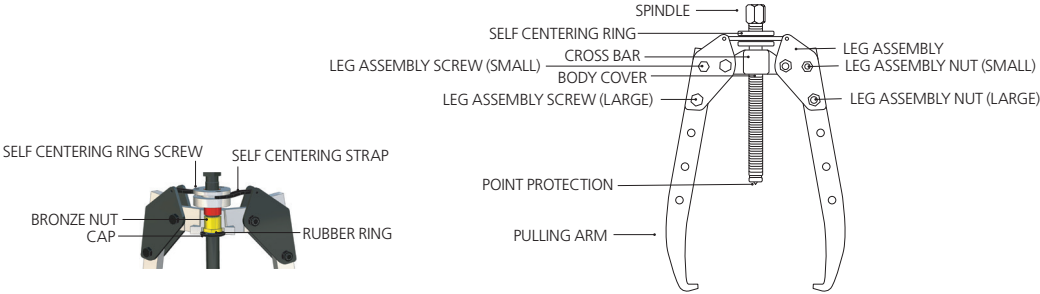 SPINDLE
SELF CENTERING RING
CROSS BAR
LEG ASSEMBLY
LEG ASSEMBLY SCREW (SMALL)
LEG ASSEMBLY NUT (SMALL)
BODY COVER
LEG ASSEMBLY SCREW (LARGE)
LEG ASSEMBLY NUT (LARGE)
SELF CENTERING RING SCREW
SELF CENTERING STRAP
POINT PROTECTION
BRONZE NUT
CAP
RUBBER RING
PULLING ARM